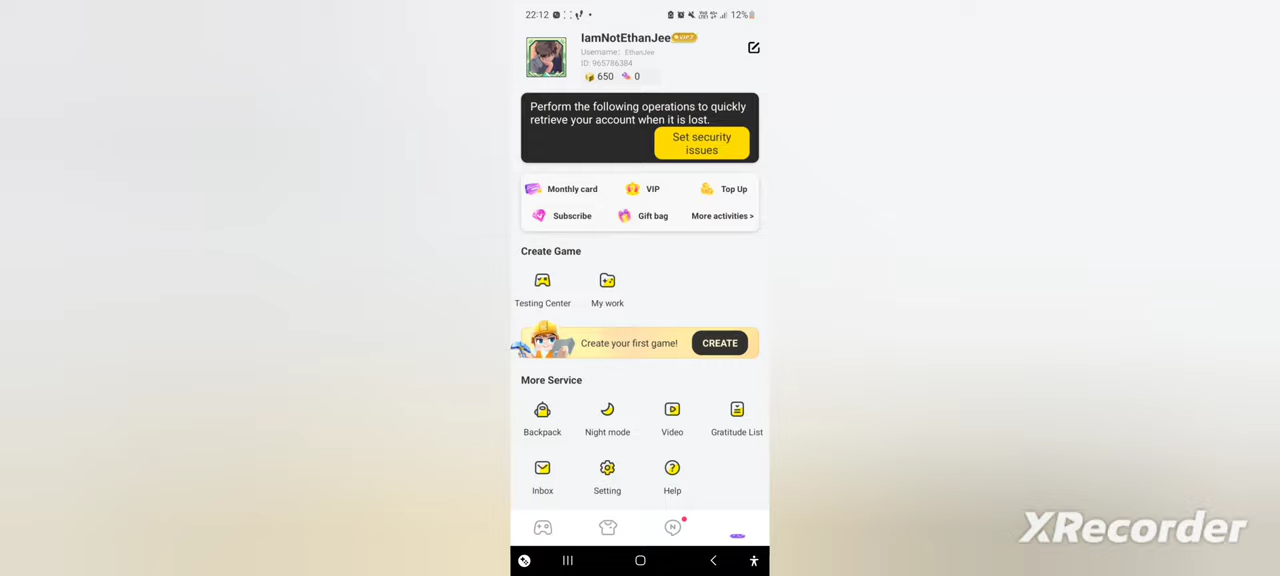 22:12
12%
IamNotEthanJee
Username: EthanJee
ID: 965786384
650 0
Perform the following operations to quickly
retrieve your account when it is lost.
Set security
issues
Monthly card VIP Top Up
Subscribe Gift bag More activities >
Create Game
Testing Center My work
Create your first game! CREATE
More Service
Backpack Night mode Video Gratitude List
Inbox Setting Help
N
XRecorder